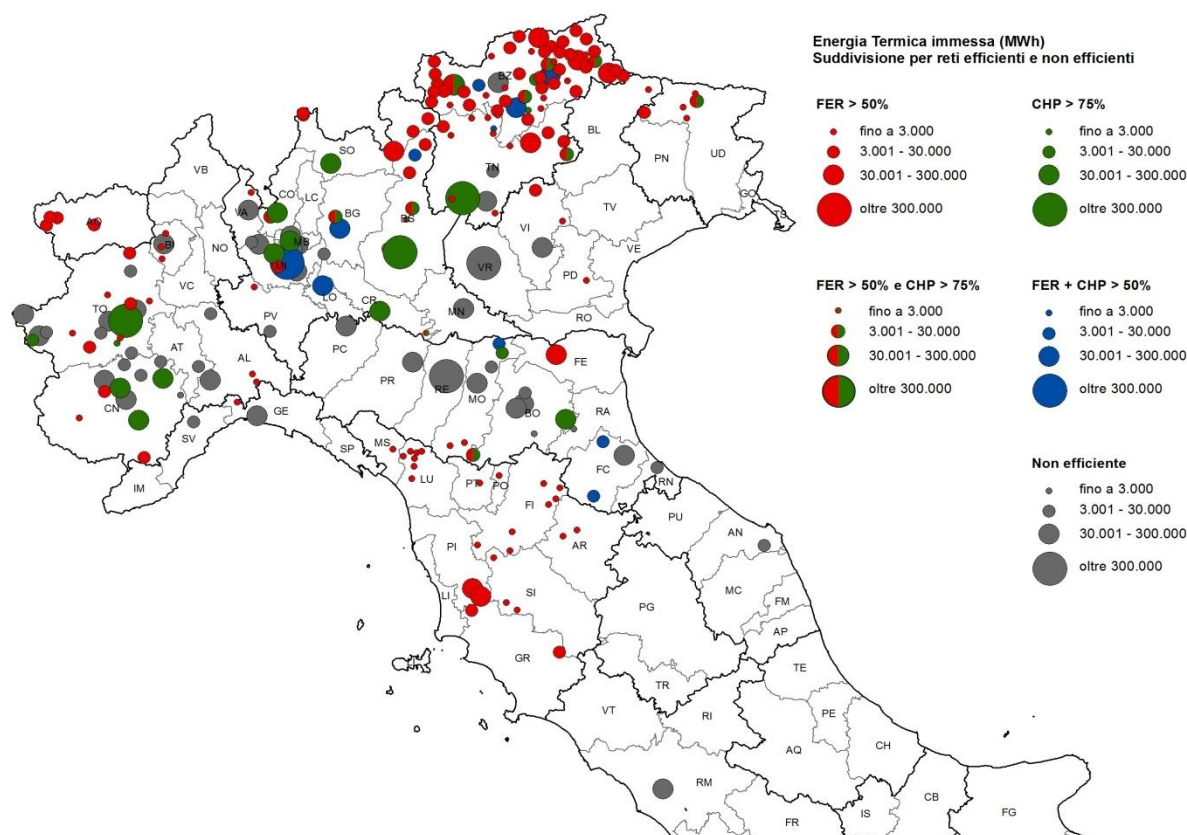 Energia Termica immessa (MWh)
Suddivisione per reti efficienti e non efficienti
FER > 50%
fino a 3.000
3.001 - 30.000
30.001 - 300.000
oltre 300.000
CHP > 75%
fino a 3.000
3.001 - 30.000
30.001 - 300.000
oltre 300.000
FER > 50% e CHP > 75%
fino a 3.000
3.001 - 30.000
30.001 - 300.000
oltre 300.000
FER + CHP > 50%
fino a 3.000
3.001 - 30.000
30.001 - 300.000
oltre 300.000
Non efficiente
fino a 3.000
3.001 - 30.000
30.001 - 300.000
oltre 300.000
BZ
BL
SO
VB
TN
PN
UD
GO
TS
AO
CO
LC
VA
BG
BS
TV
VI
MB
BI
NO
MI
VR
VE
PD
VC
LO
CR
MN
RO
TO
PV
PC
AT
AL
FE
PR
RE
MO
CN
BO
RA
GE
SV
SP
MS
FC
RN
IM
LU
PT
PO
FI
PU
AN
PI
AR
MC
LI
SI
PG
FM
AP
GR
TE
TR
VT
RI
PE
AQ
CH
RM
CB
IS
FG
FR